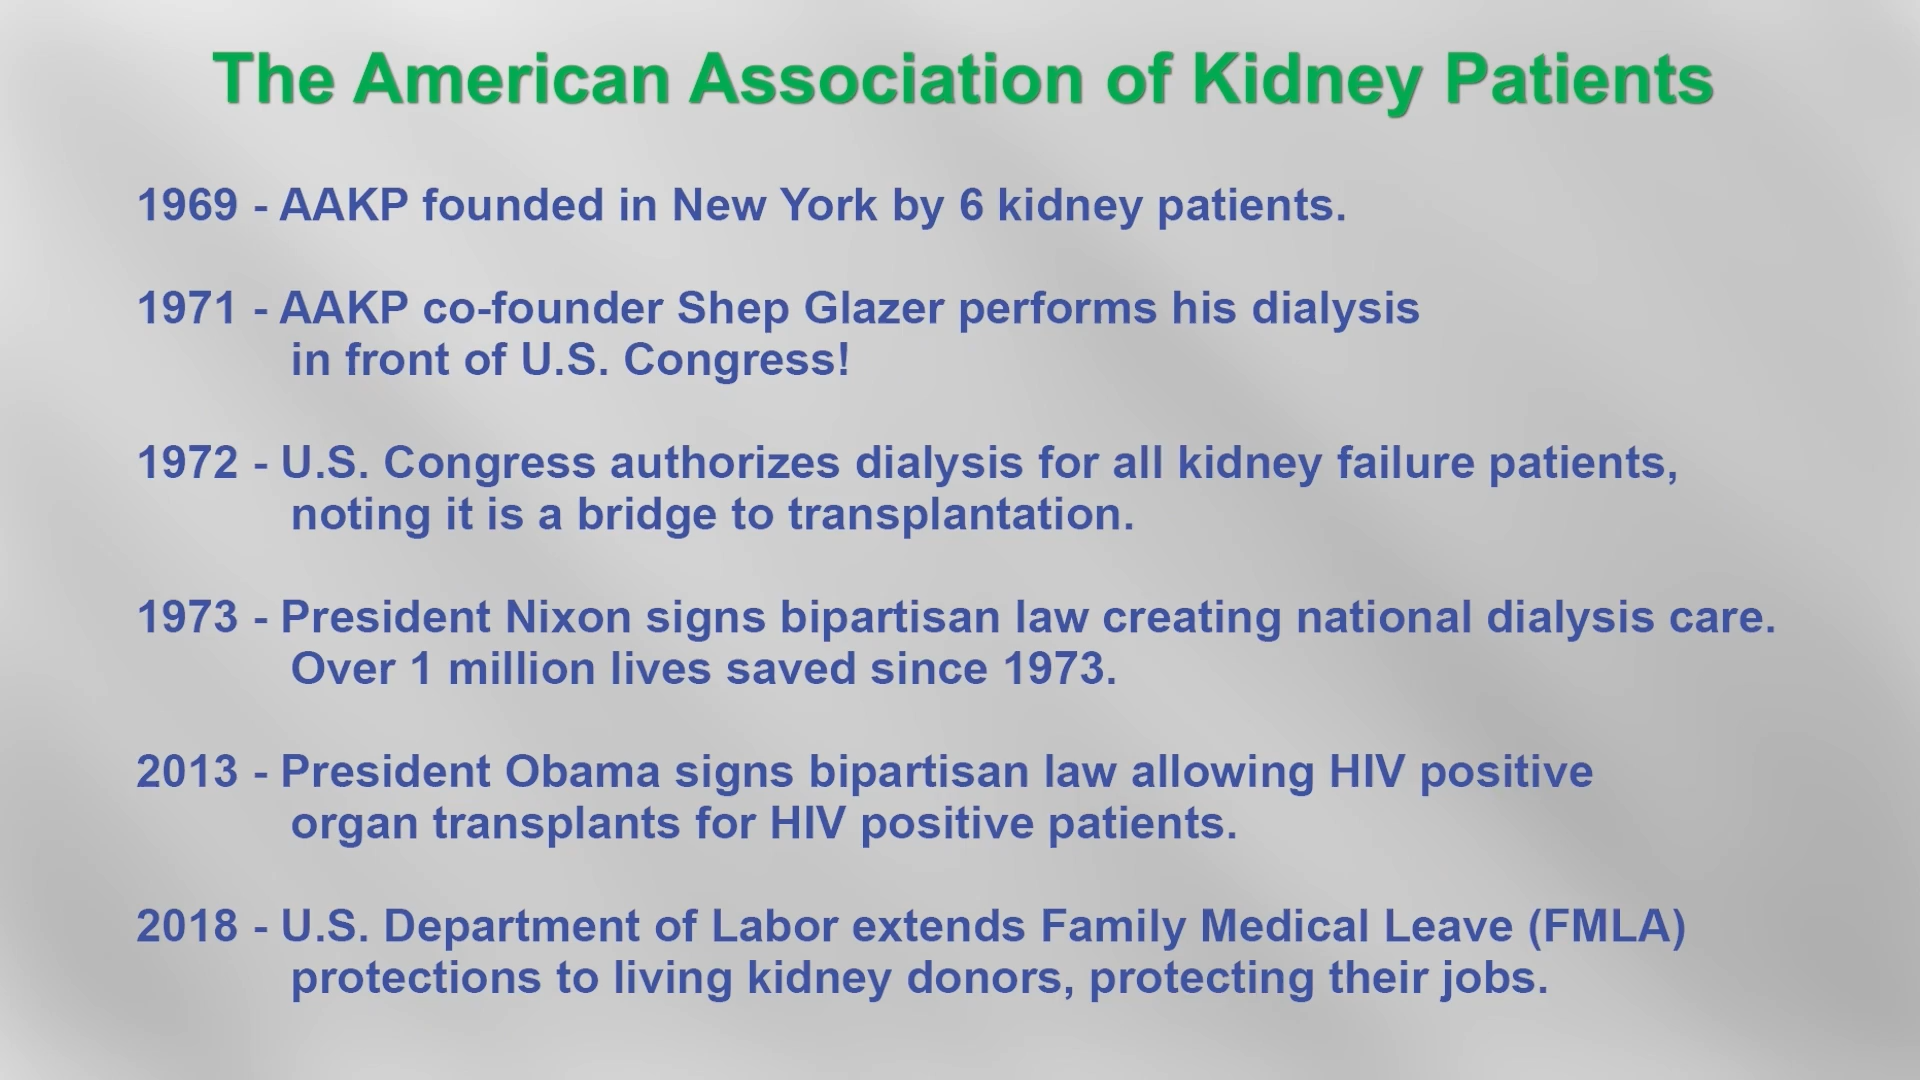 The American Association of Kidney Patients
1969 - AAKP founded in New York by 6 kidney patients.
1971 - AAKP co-founder Shep Glazer performs his dialysis
in front of U.S. Congress!
1972 - U.S. Congress authorizes dialysis for all kidney failure patients,
noting it is a bridge to transplantation.
1973 - President Nixon signs bipartisan law creating national dialysis care.
Over 1 million lives saved since 1973.
2013 - President Obama signs bipartisan law allowing HIV positive
organ transplants for HIV positive patients.
2018 - U.S. Department of Labor extends Family Medical Leave (FMLA)
protections to living kidney donors, protecting their jobs.